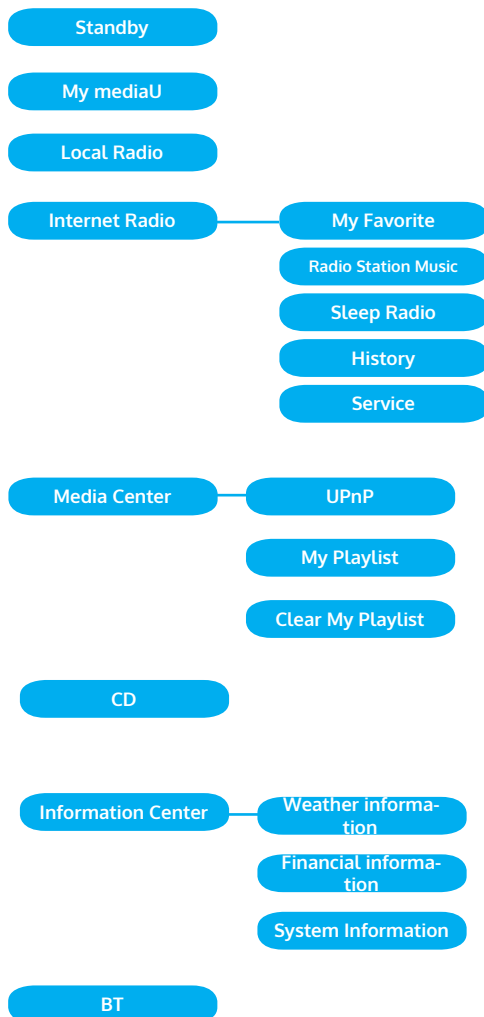 Standby
My mediaU
Local Radio
Internet Radio
My Favorite
Radio Station Music
Sleep Radio
History
Service
Media Center
UPnP
My Playlist
Clear My Playlist
CD
Information Center
Weather informa-
tion
Financial informa-
tion
System Information
BT